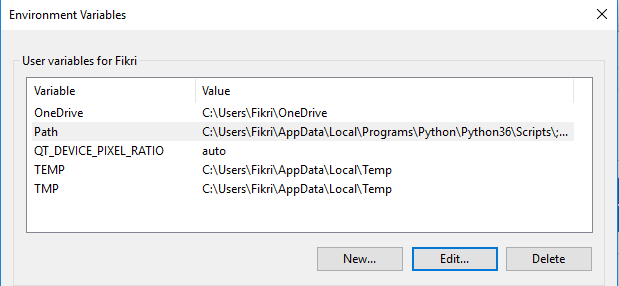 Environment Variables
User variables for Fikri
Variable Value
OneDrive C:\Users\Fikri\OneDrive
Path C:\Users\Fikri\AppData\Local\Programs\Python\Python36\Scripts\;...
QT_DEVICE_PIXEL_RATIO auto
TEMP C:\Users\Fikri\AppData\Local\Temp
TMP C:\Users\Fikri\AppData\Local\Temp
New... Edit... Delete